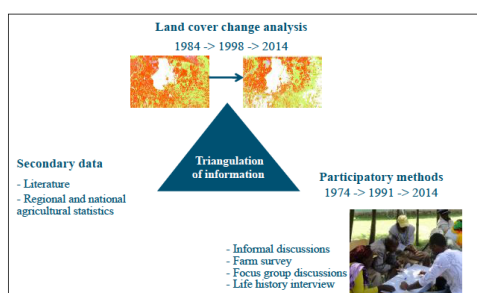 Land cover change analysis
1984 -> 1998 -> 2014
Triangulation
of information
Secondary data
- Literature
- Regional and national
agricultural statistics
Participatory methods
1974 -> 1991 -> 2014
- Informal discussions
- Farm survey
- Focus group discussions
- Life history interview